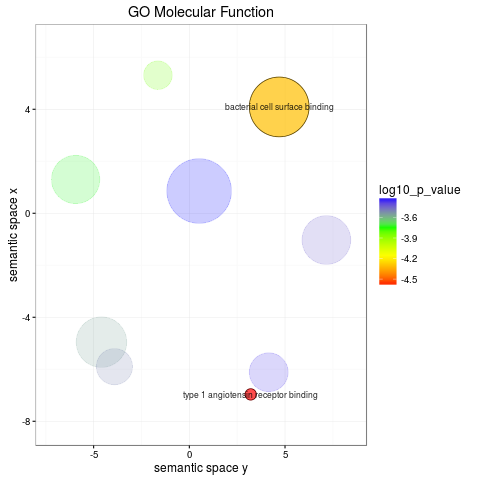 GO Molecular Function
bacterial cell surface binding
type 1 angiotensin receptor binding
4
0
-4
-8
-5
0
5
semantic space y
semantic space x
log10_p_value
-3.6
-3.9
-4.2
-4.5